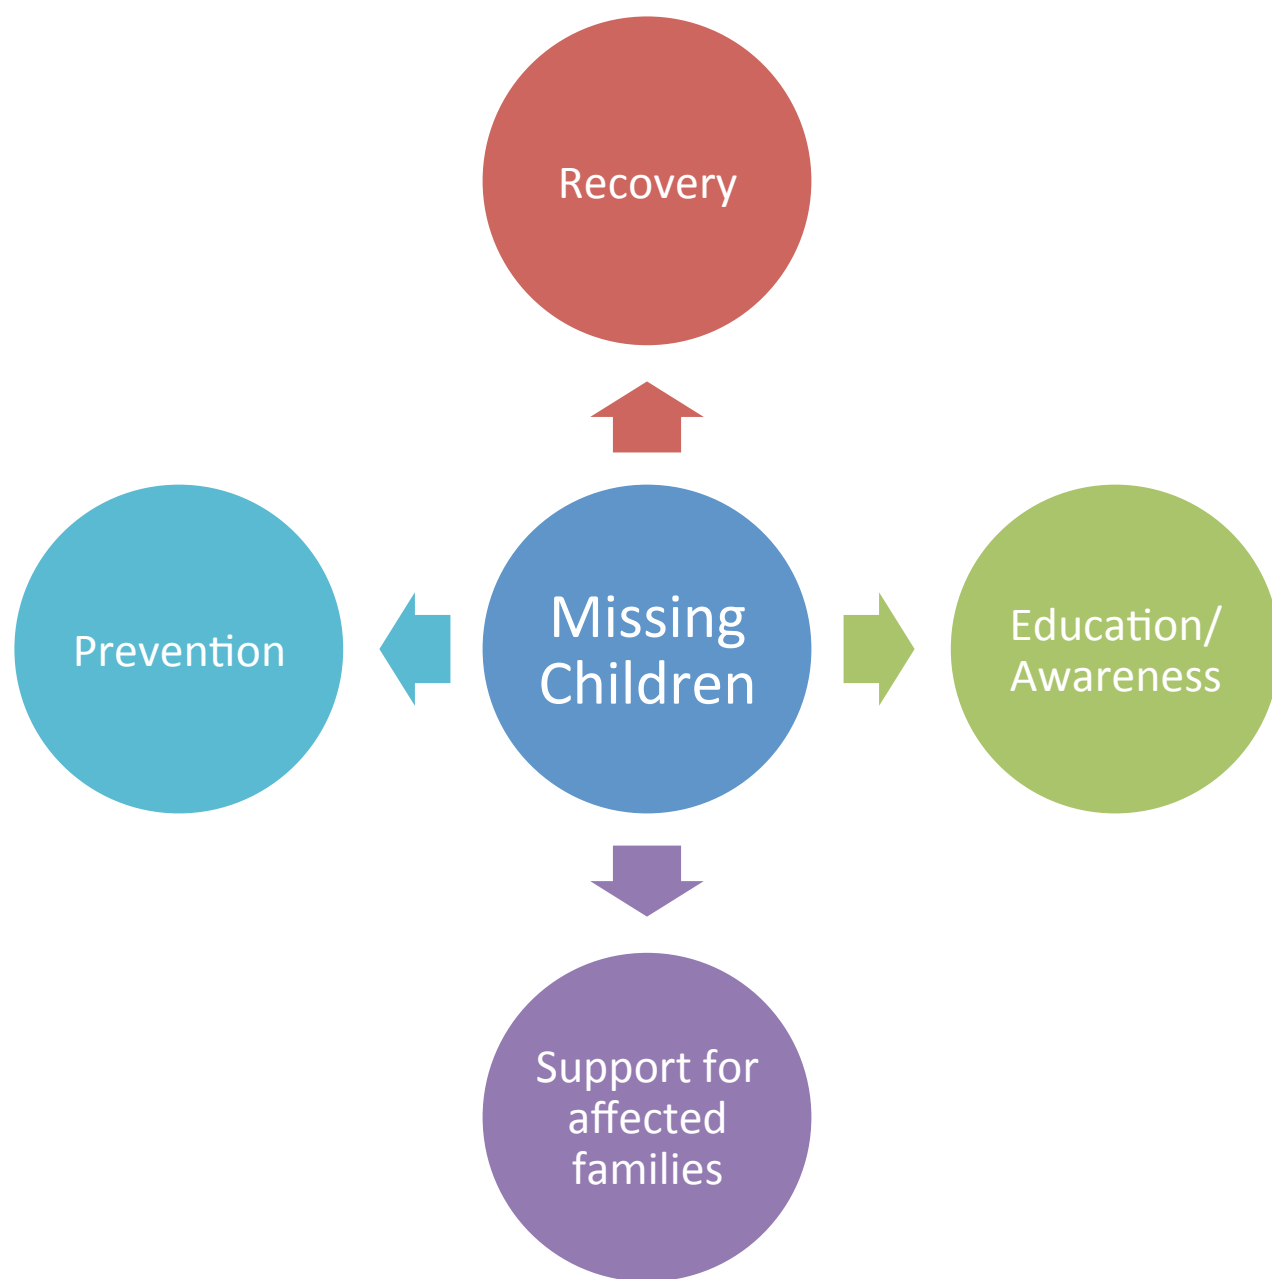 Recovery
Prevention
Missing
Children
Education/
Awareness
Support for
affected
families